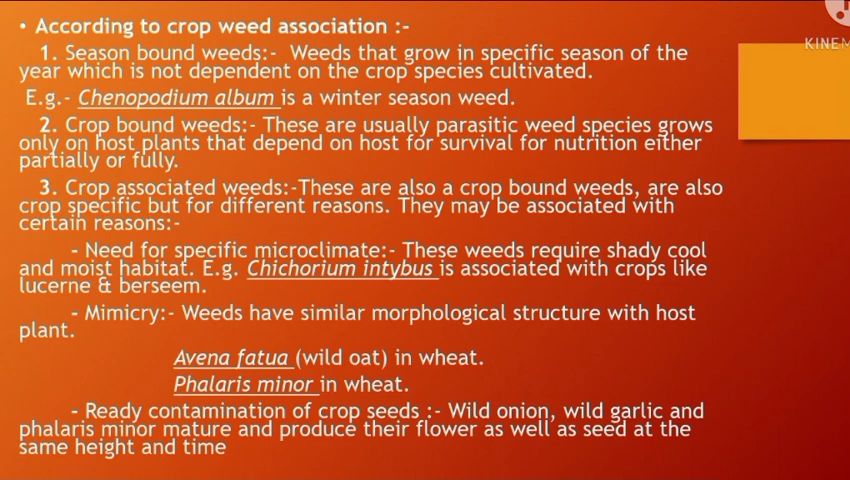 • According to crop weed association :-
KINEM
1. Season bound weeds:- Weeds that grow in specific season of the
year which is not dependent on the crop species cultivated.
E.g.- Chenopodium album is a winter season weed.
2. Crop bound weeds:- These are usually parasitic weed species grows
only on host plants that depend on host for survival for nutrition either
partially or fully.
3. Crop associated weeds:-These are also a crop bound weeds, are also
crop specific but for different reasons. They may be associated with
certain reasons:-
- Need for specific microclimate:- These weeds require shady cool
and moist habitat. E.g. Chichorium intybus is associated with crops like
lucerne & berseem.
- Mimicry:- Weeds have similar morphological structure with host
plant.
Avena fatua (wild oat) in wheat.
Phalaris minor in wheat.
- Ready contamination of crop seeds :- Wild onion, wild garlic and
phalaris minor mature and produce their flower as well as seed at the
same height and time